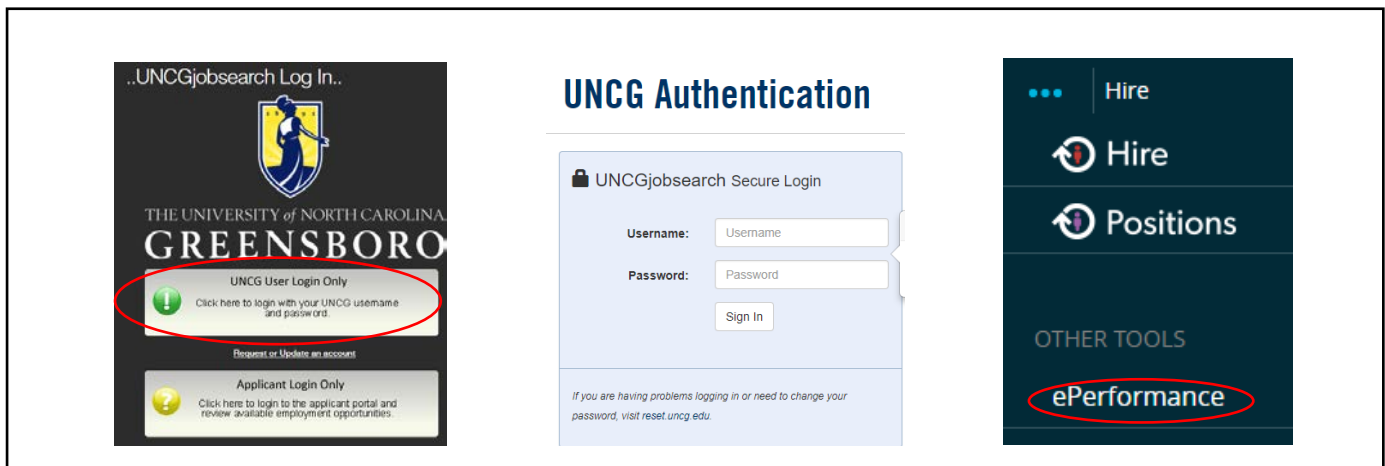 ..UNCGjobsearch Log In..
THE UNIVERSITY of NORTH CAROLINA
GREENSBORO
UNCG User Login Only
Click here to login with your UNCG username
and password.
Request or Update an account
Applicant Login Only
Click here to login to the applicant portal and
review available employment opportunities.
UNCG Authentication
UNCGjobsearch Secure Login
Username:
Username
Password:
Password
Sign In
If you are having problems logging in or need to change your
password, visit reset.uncg.edu.
Hire
Hire
Positions
OTHER TOOLS
ePerformance